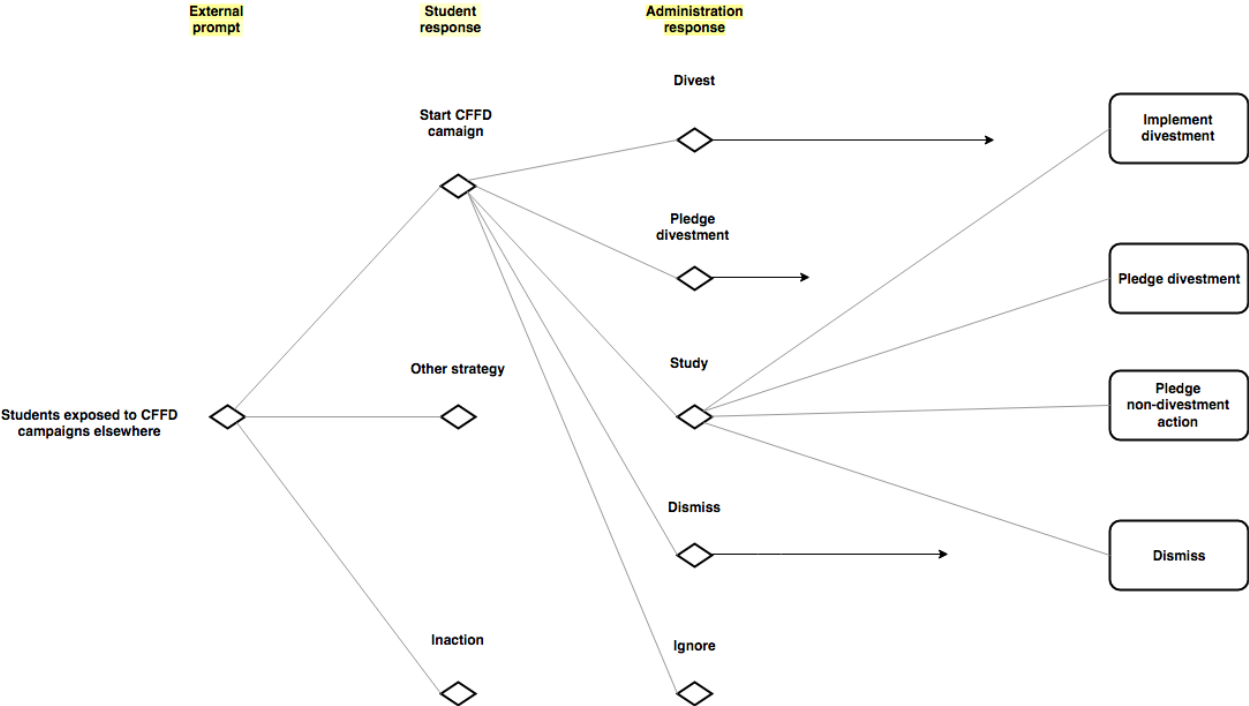 External
prompt
Student
response
Administration
response
Divest
Start CFFD
camaign
Implement
divestment
Pledge
divestment
Pledge divestment
Study
Other strategy
Students exposed to CFFD
campaigns elsewhere
Pledge
non-divestment
action
Dismiss
Dismiss
Inaction
Ignore